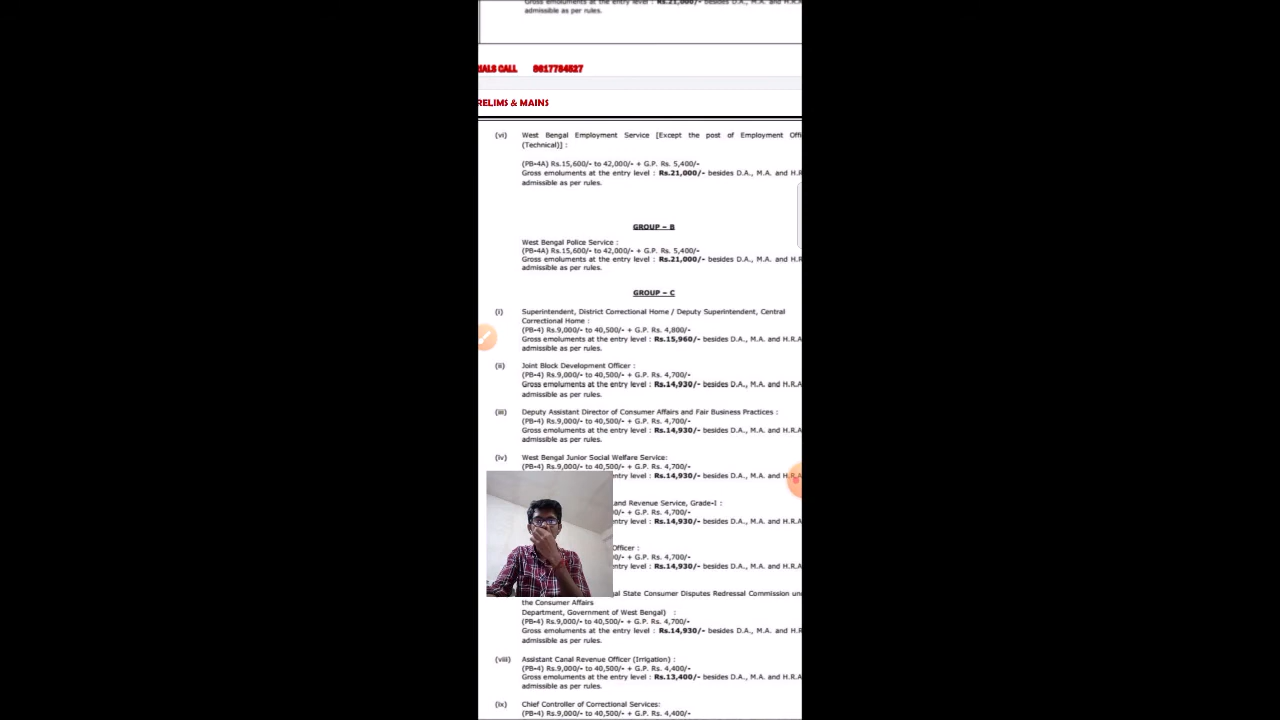 Gross emoluments at the entry level : Rs.21,000/- besides D.A., M.A. and H.R
admissible as per rules.
RIALS CALL 8617784527
RELIMS & MAINS
(vi) West Bengal Employment Service [Except the post of Employment Offi
(Technical)] :
(PB-4A) Rs.15,600/- to 42,000/- + G.P. Rs. 5,400/-
Gross emoluments at the entry level : Rs.21,000/- besides D.A., M.A. and H.R
admissible as per rules.
GROUP – B
West Bengal Police Service :
(PB-4A) Rs.15,600/- to 42,000/- + G.P. Rs. 5,400/-
Gross emoluments at the entry level : Rs.21,000/- besides D.A., M.A. and H.R
admissible as per rules.
GROUP – C
(i) Superintendent, District Correctional Home / Deputy Superintendent, Central
Correctional Home :
(PB-4) Rs.9,000/- to 40,500/- + G.P. Rs. 4,800/-
Gross emoluments at the entry level : Rs.15,960/- besides D.A., M.A. and H.R.A
admissible as per rules.
(ii) Joint Block Development Officer :
(PB-4) Rs.9,000/- to 40,500/- + G.P. Rs. 4,700/-
Gross emoluments at the entry level : Rs.14,930/- besides D.A., M.A. and H.R.A
admissible as per rules.
(iii) Deputy Assistant Director of Consumer Affairs and Fair Business Practices :
(PB-4) Rs.9,000/- to 40,500/- + G.P. Rs. 4,700/-
Gross emoluments at the entry level : Rs.14,930/- besides D.A., M.A. and H.R.A
admissible as per rules.
(iv) West Bengal Junior Social Welfare Service:
(PB-4) Rs.9,000/- to 40,500/- + G.P. Rs. 4,700/-
ntry level : Rs.14,930/- besides D.A., M.A. and H.R.A
and Revenue Service, Grade-I :
0/- + G.P. Rs. 4,700/-
ntry level : Rs.14,930/- besides D.A., M.A. and H.R.A
Officer :
0/- + G.P. Rs. 4,700/-
ntry level : Rs.14,930/- besides D.A., M.A. and H.R.A
gal State Consumer Disputes Redressal Commission und
the Consumer Affairs
Department, Government of West Bengal) :
(PB-4) Rs.9,000/- to 40,500/- + G.P. Rs. 4,700/-
Gross emoluments at the entry level : Rs.14,930/- besides D.A., M.A. and H.R
admissible as per rules.
(viii) Assistant Canal Revenue Officer (Irrigation) :
(PB-4) Rs.9,000/- to 40,500/- + G.P. Rs. 4,400/-
Gross emoluments at the entry level : Rs.13,400/- besides D.A., M.A. and H.R
admissible as per rules.
(ix) Chief Controller of Correctional Services:
(PB-4) Rs.9,000/- to 40,500/- + G.P. Rs. 4,400/-